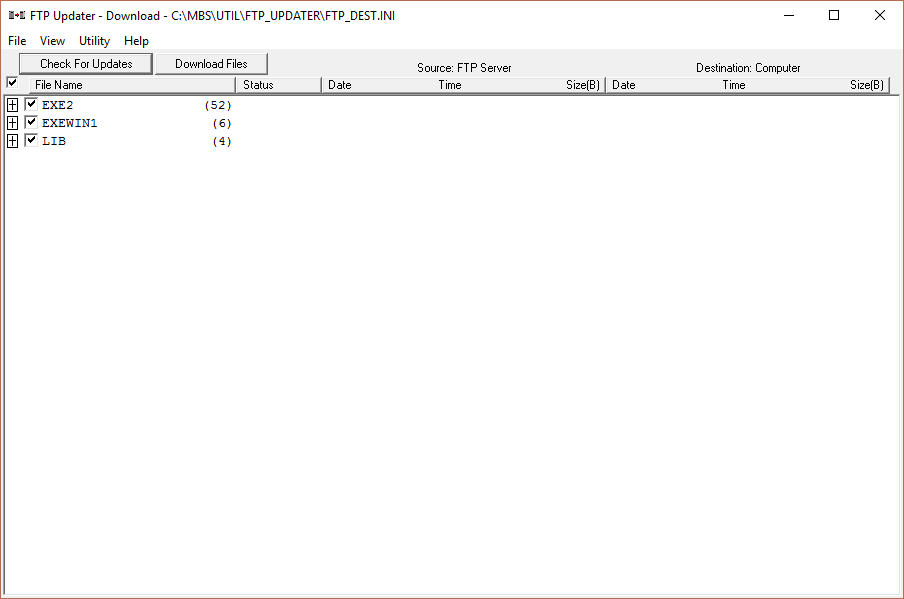 FTP Updater - Download - C:\MBS\UTIL\FTP_UPDATER\FTP_DEST.INI
File View Utility Help
Check For Updates Download Files Source: FTP Server Destination: Computer
File Name Status Date Time Size(B) Date Time Size(B)
EXE2 (52)
EXEWIN1 (6)
LIB (4)